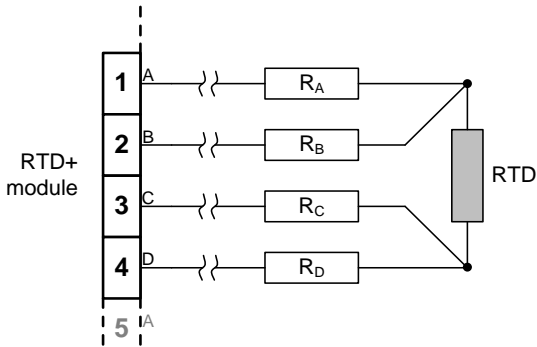 1 A R_A
2 B R_B
RTD+
module
RTD
3 C R_C
4 D R_D
5 A